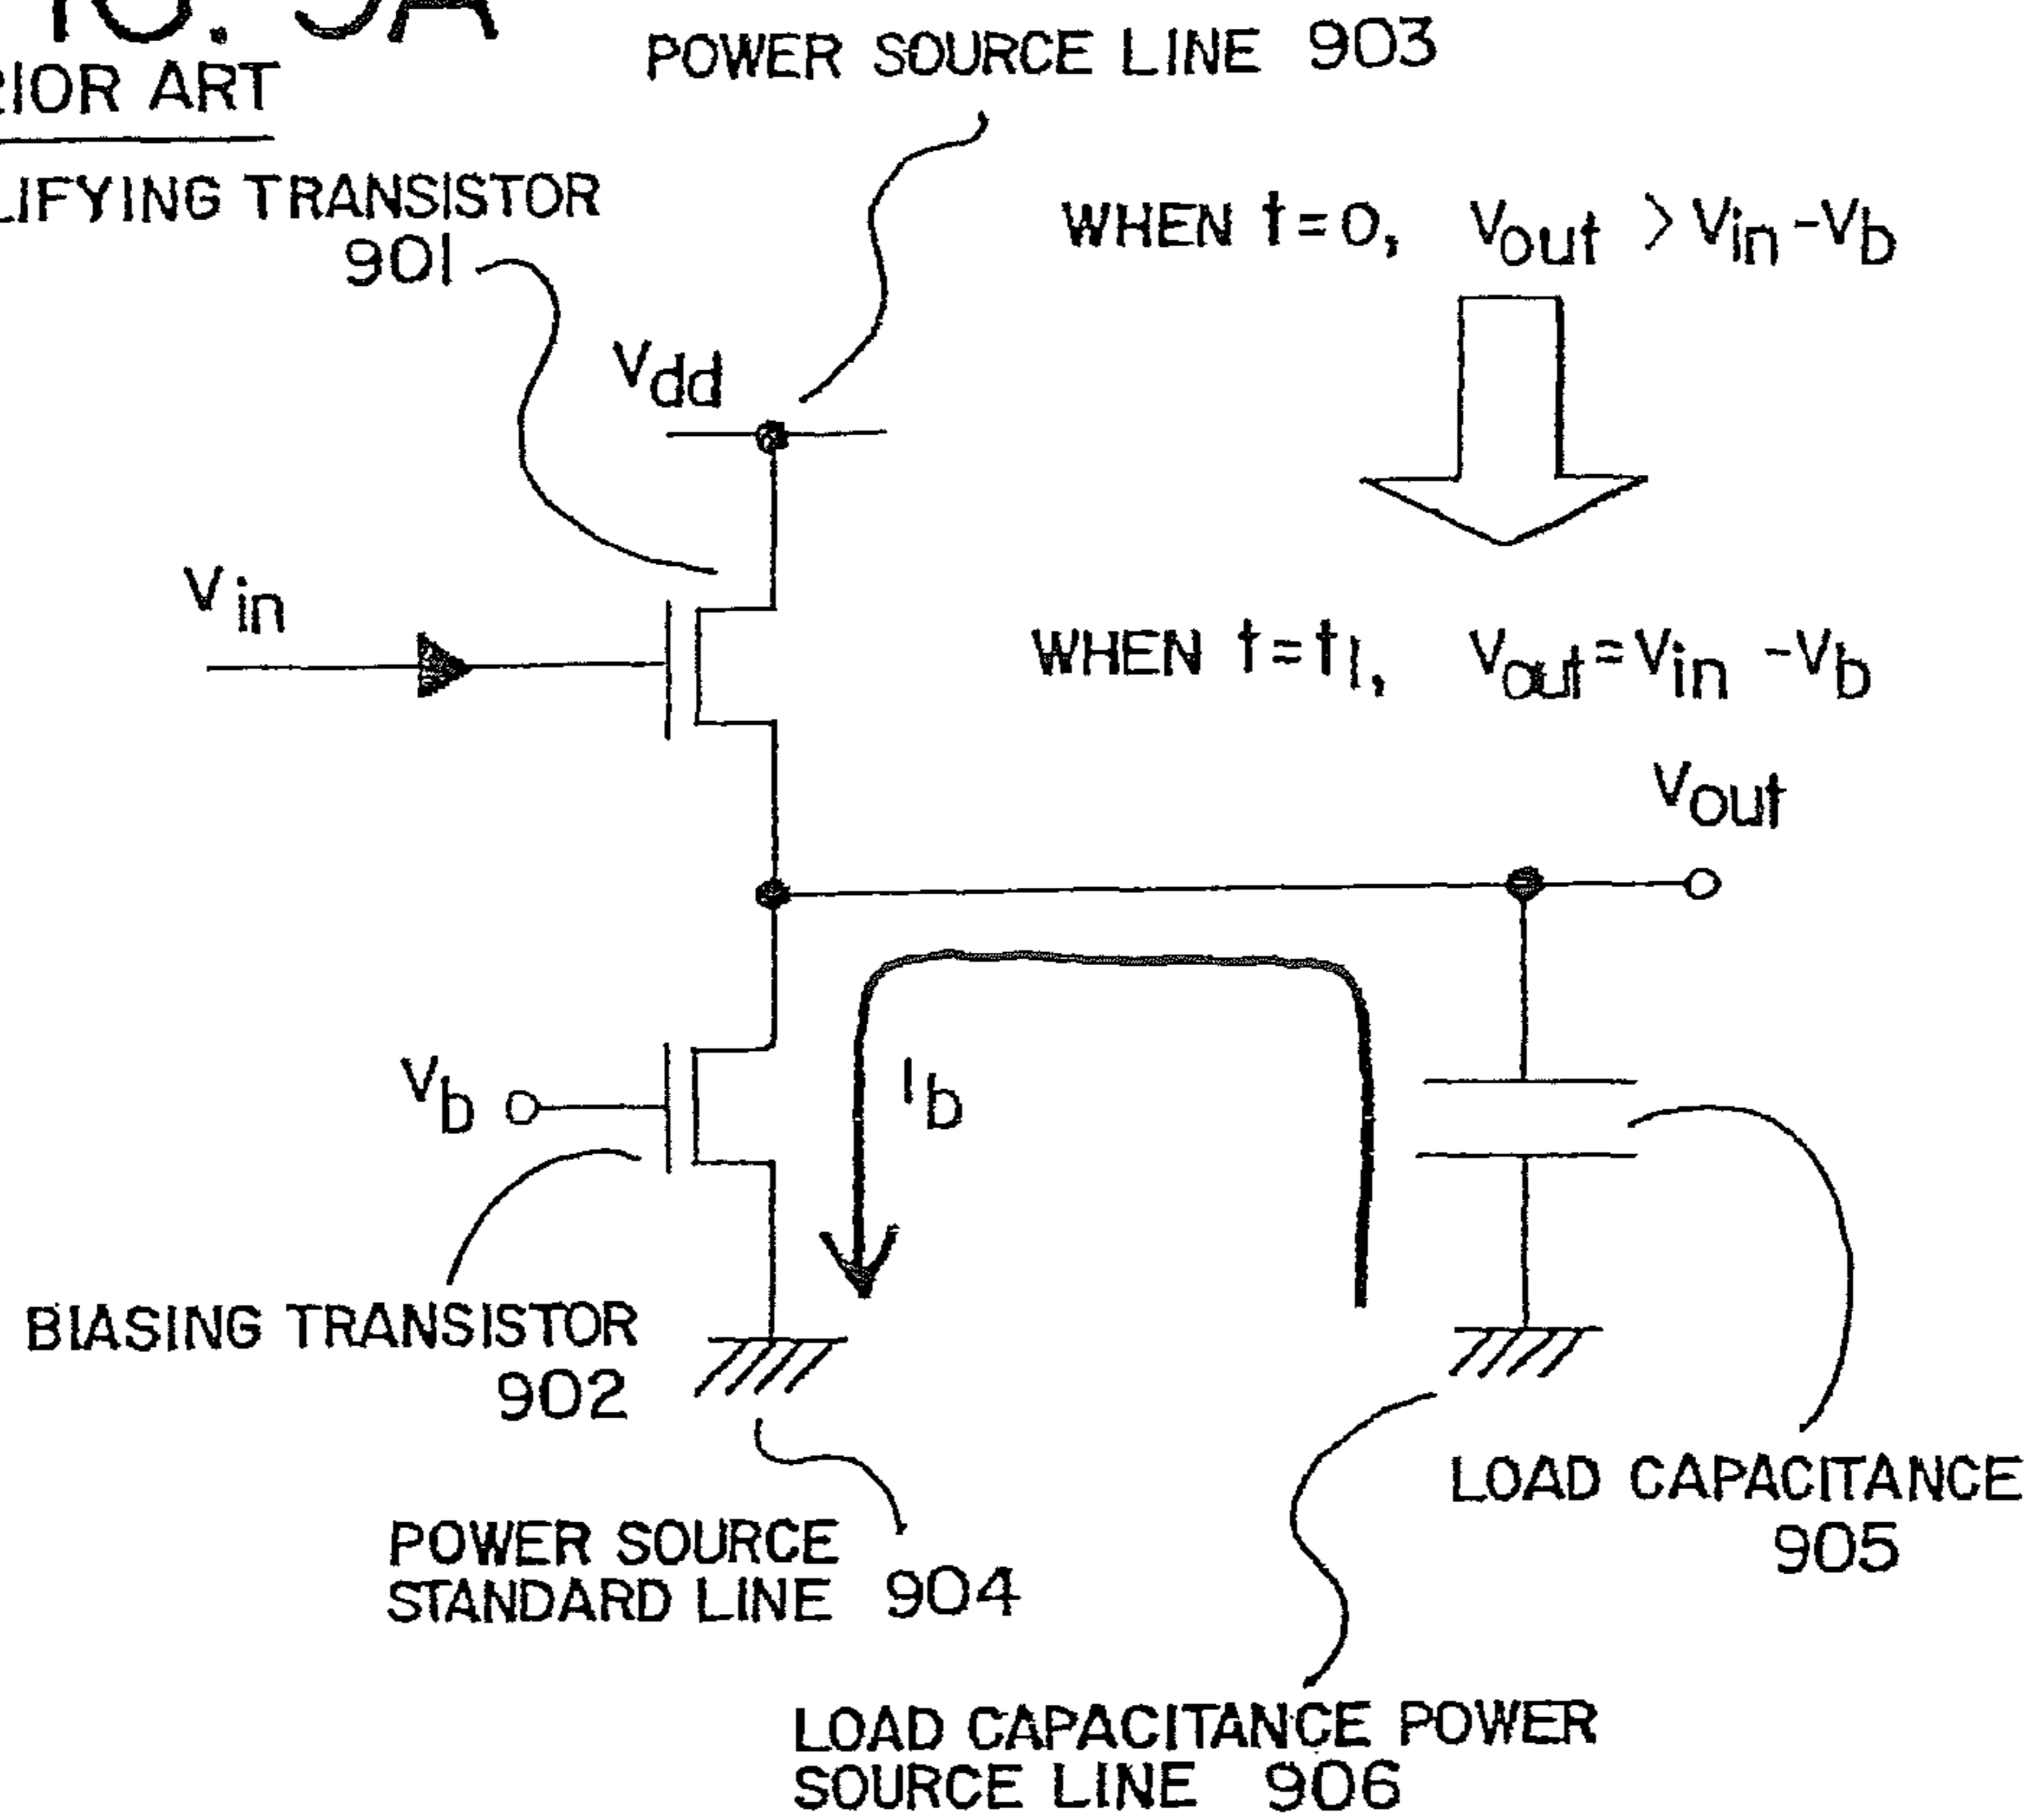 POWER SOURCE LINE 903
ART
TRANSISTOR
901
WHEN t=0, Vout > Vin-Vb
Vdd
Vin
WHEN t=t1, Vout=Vin -Vb
Vout
Vb
Ib
BIASING TRANSISTOR
902
LOAD CAPACITANCE
905
POWER SOURCE
STANDARD LINE 904
LOAD CAPACITANCE POWER
SOURCE LINE 906